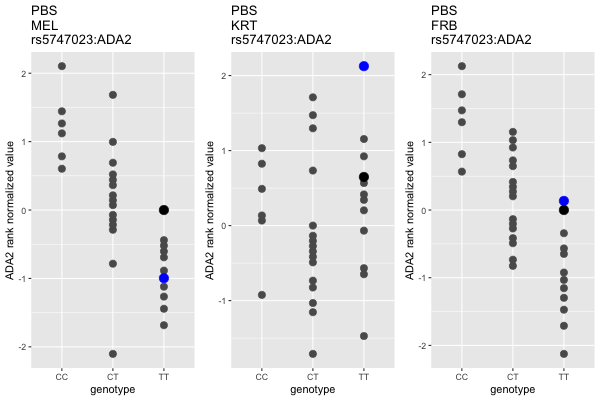 PBS
MEL
rs5747023:ADA2
ADA2 rank normalized value
2
1
0
-1
-2
CC CT TT
genotype
PBS
KRT
rs5747023:ADA2
ADA2 rank normalized value
2
1
0
-1
CC CT TT
genotype
PBS
FRB
rs5747023:ADA2
ADA2 rank normalized value
2
1
0
-1
-2
CC CT TT
genotype